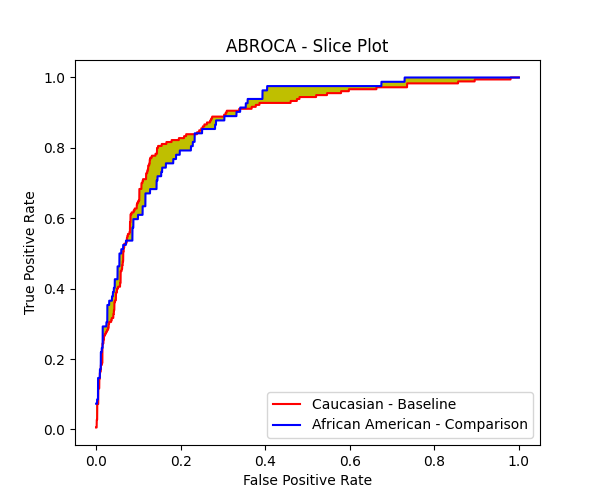 ABROCA - Slice Plot
True Positive Rate
1.0
0.8
0.6
0.4
0.2
0.0
Caucasian - Baseline
African American - Comparison
0.0 0.2 0.4 0.6 0.8 1.0
False Positive Rate